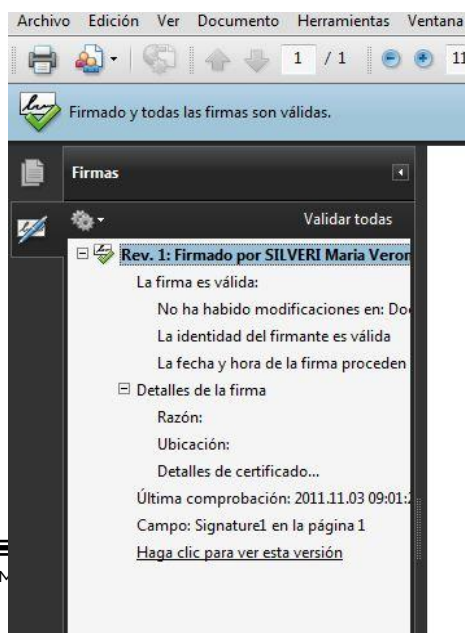 Archivo Edición Ver Documento Herramientas Ventana
1 / 1 11
Firmado y todas las firmas son válidas.
Firmas
Validar todas
Rev. 1: Firmado por SILVERI Maria Veron
La firma es válida:
No ha habido modificaciones en: Do
La identidad del firmante es válida
La fecha y hora de la firma proceden
Detalles de la firma
Razón:
Ubicación:
Detalles de certificado...
Última comprobación: 2011.11.03 09:01:
Campo: Signature1 en la página 1
Haga clic para ver esta versión